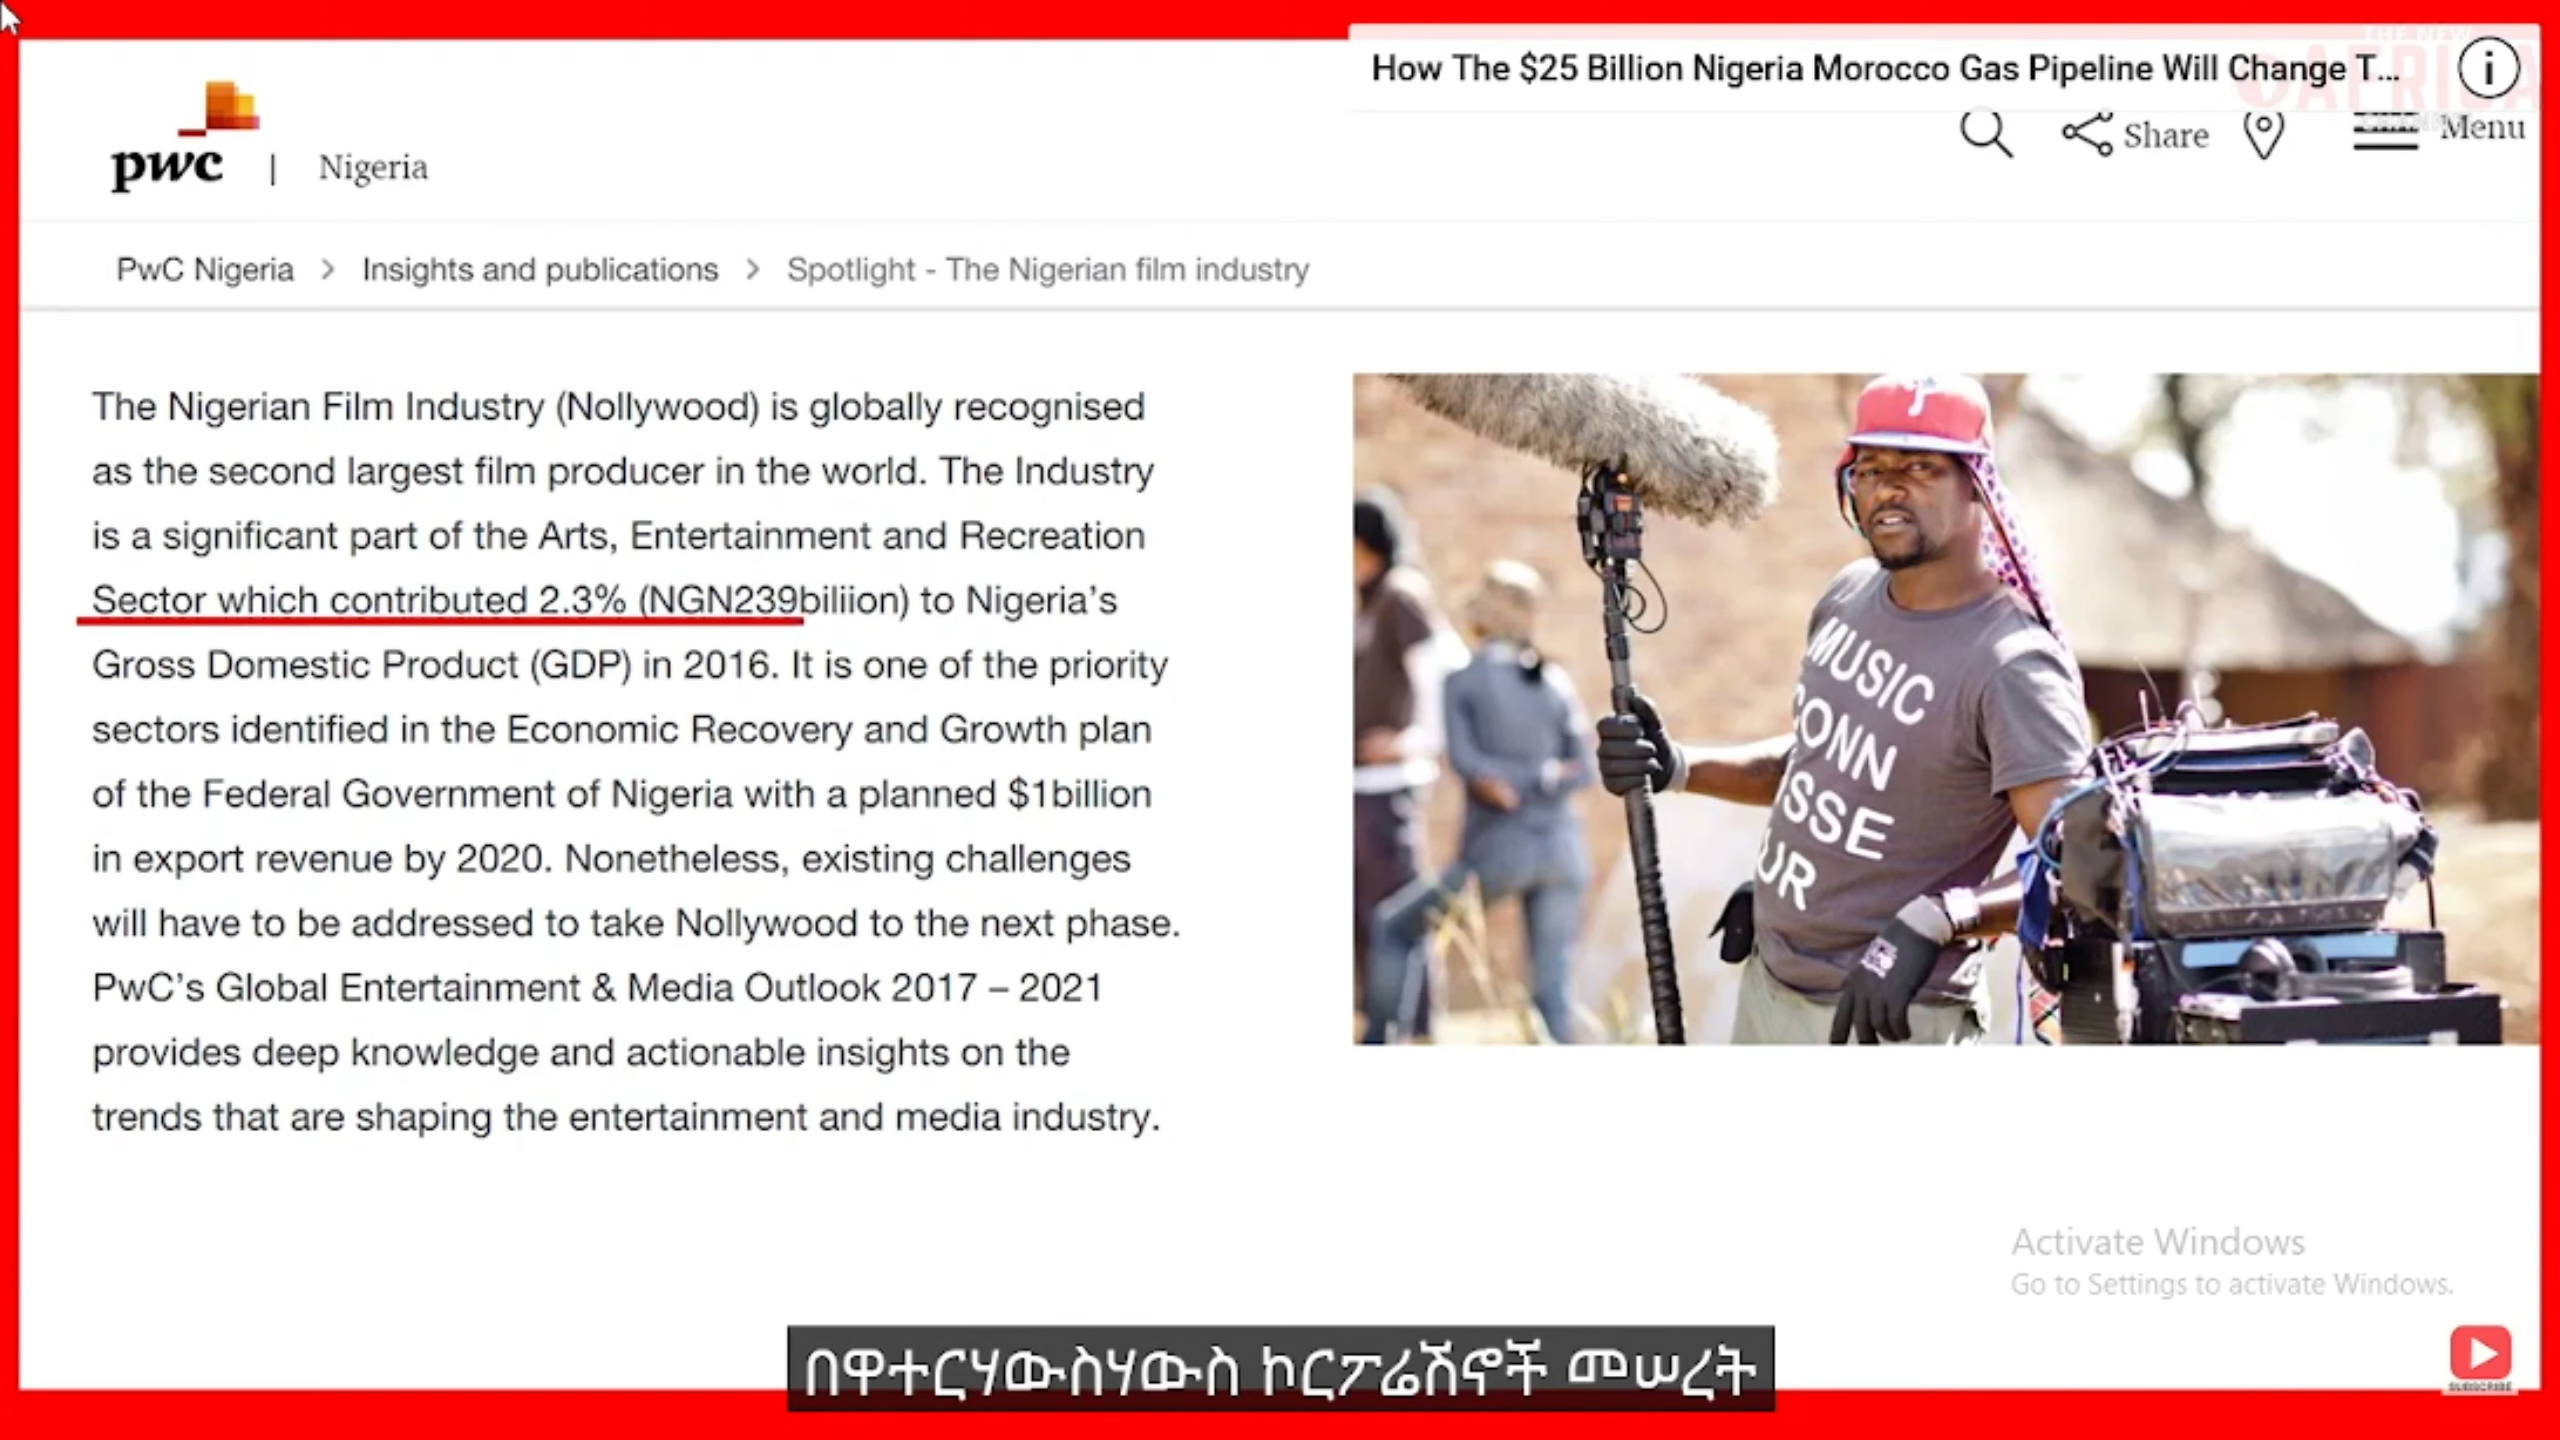 How The $25 Billion Nigeria Morocco Gas Pipeline Will Change T...
THE NEW
AFRICA
CHANNEL
pwc | Nigeria
Share
Menu
PwC Nigeria > Insights and publications > Spotlight - The Nigerian film industry
The Nigerian Film Industry (Nollywood) is globally recognised
as the second largest film producer in the world. The Industry
is a significant part of the Arts, Entertainment and Recreation
Sector which contributed 2.3% (NGN239biliion) to Nigeria’s
Gross Domestic Product (GDP) in 2016. It is one of the priority
sectors identified in the Economic Recovery and Growth plan
of the Federal Government of Nigeria with a planned $1billion
in export revenue by 2020. Nonetheless, existing challenges
will have to be addressed to take Nollywood to the next phase.
PwC’s Global Entertainment & Media Outlook 2017 – 2021
provides deep knowledge and actionable insights on the
trends that are shaping the entertainment and media industry.
MUSIC
CONN
ISSE
UR
Activate Windows
Go to Settings to activate Windows.
SUBSCRIBE
በዋተርሃውስሃውስ ኮርፖሬሽኖች መሠረት